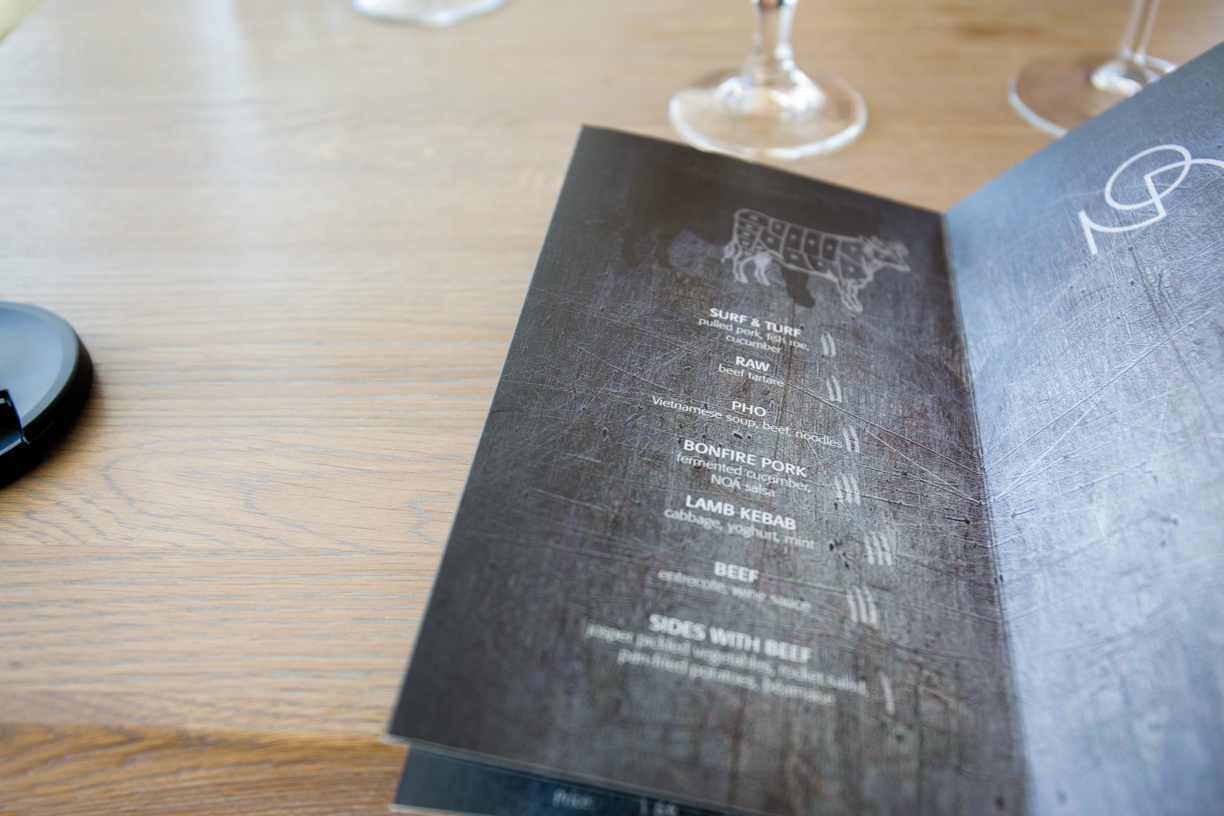 SURF & TURF
pulled pork, fish roe,
cucumber
RAW
beef tartare
PHO
Vietnamese soup, beef, noodles
BONFIRE PORK
fermented cucumber,
NOA salsa
LAMB KEBAB
cabbage, yoghurt, mint
BEEF
entrecote, wine sauce
SIDES WITH BEEF
josper pickled vegetables, rocket salad,
pan-fried potatoes, béarnaise
Price